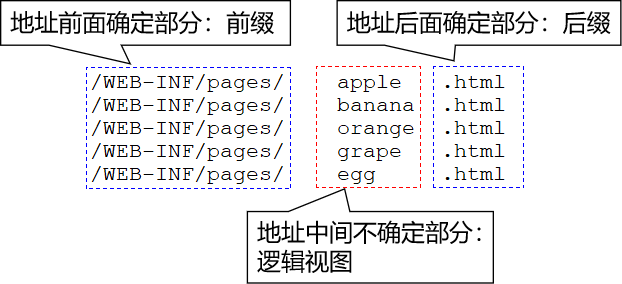 地址前面确定部分：前缀
地址后面确定部分：后缀
/WEB-INF/pages/ apple .html
/WEB-INF/pages/ banana .html
/WEB-INF/pages/ orange .html
/WEB-INF/pages/ grape .html
/WEB-INF/pages/ egg .html
地址中间不确定部分：
逻辑视图